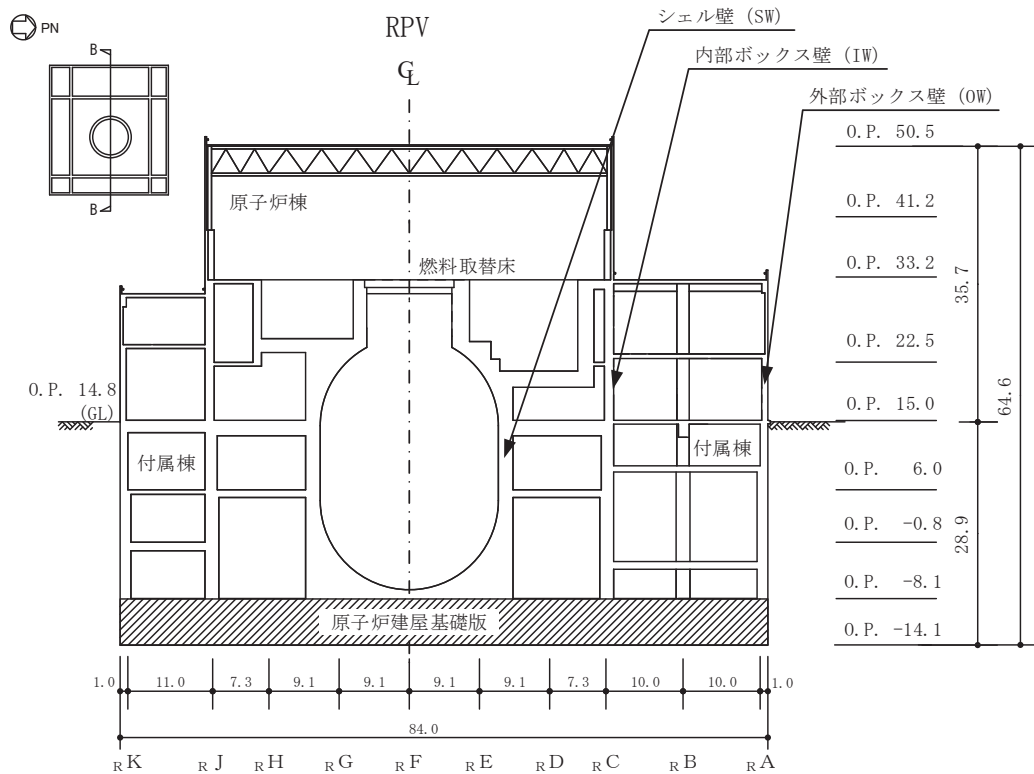 PN
B
B
RPV
CL
シェル壁 (SW)
内部ボックス壁 (IW)
外部ボックス壁 (OW)
O.P. 50.5
O.P. 41.2
O.P. 33.2
O.P. 22.5
O.P. 15.0
O.P. 6.0
O.P. -0.8
O.P. -8.1
O.P. -14.1
35.7
28.9
64.6
原子炉棟
燃料取替床
O.P. 14.8
(GL)
付属棟
付属棟
原子炉建屋基礎版
1.0 11.0 7.3 9.1 9.1 9.1 9.1 7.3 10.0 10.0 1.0
84.0
RK RJ RH RG RF RE RD RC RB RA